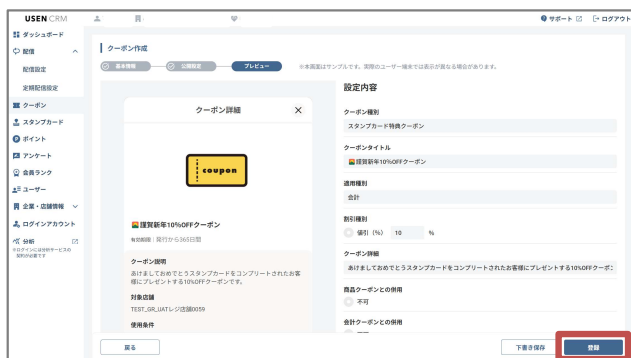 USEN CRM
サポート
ログアウト
ダッシュボード
配信
配信設定
定期配信設定
クーポン
スタンプカード
ポイント
アンケート
会員ランク
ユーザー
企業・店舗情報
ログインアカウント
分析
※ログインには分析サービスの
契約が必要です
クーポン作成
基本情報
公開設定
プレビュー
※本画面はサンプルです。実際のユーザー端末では表示が異なる場合があります。
クーポン詳細
coupon
謹賀新年10%OFFクーポン
有効期限：発行から365日間
クーポン説明
あけましておめでとうスタンプカードをコンプリートされたお客
様にプレゼントする10%OFFクーポンです。
対象店舗
TEST_GR_UATレジ店舗0059
使用条件
設定内容
クーポン種別
スタンプカード特典クーポン
クーポンタイトル
謹賀新年10%OFFクーポン
適用種別
会計
割引種別
値引（%） 10 %
クーポン詳細
あけましておめでとうスタンプカードをコンプリートされたお客様にプレゼントする10%OFFクーポン
商品クーポンとの併用
不可
会計クーポンとの併用
戻る
下書き保存
登録